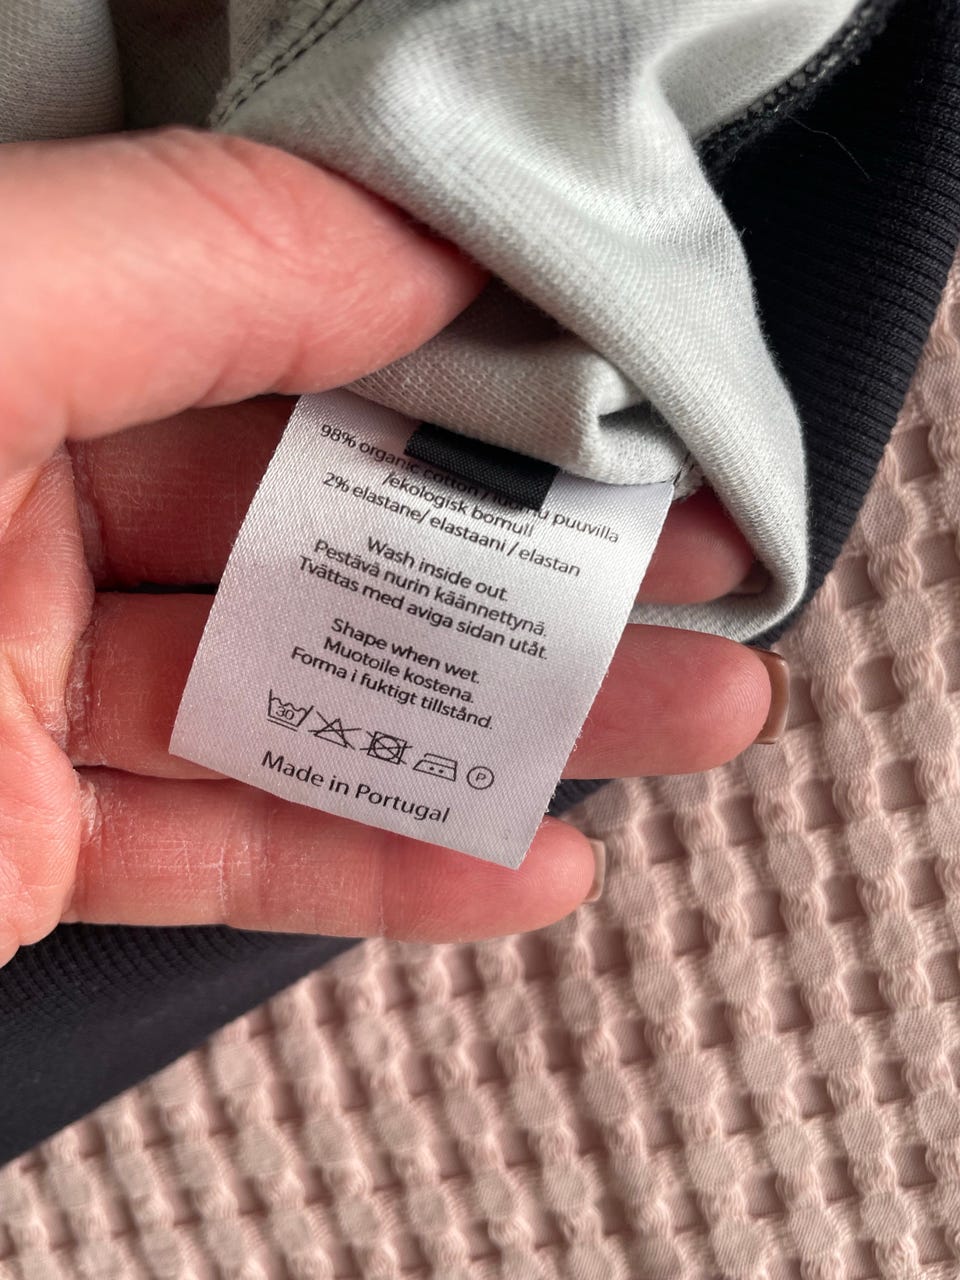 98% organic cotton / puuvilla
/ekologisk bomull
2% elastane/ elastaani / elastan
Wash inside out.
Pestävä nurin käännettynä.
Tvättas med aviga sidan utåt.
Shape when wet.
Muotoile kostena.
Forma i fuktigt tillstånd.
30 P
Made in Portugal